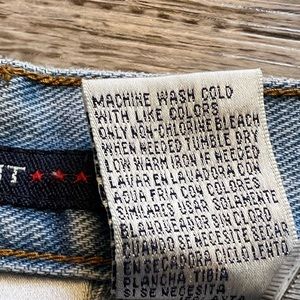 MACHINE WASH COLD
WITH LIKE COLORS
ONLY NON-CHLORINE BLEACH
WHEN NEEDED TUMBLE DRY
LOW WARM IRON IF NEEDED
LAVAR EN LAVADORA CON
AGUA FRIA CON COLORES
SIMILARES USAR SOLAMENTE
BLANQUEADOR SIN CLORO
CUANDO SE NECESITE SECAR
EN SECADORA CICLO LENTO
PLANCHA TIBIA
SI SE NECESITA